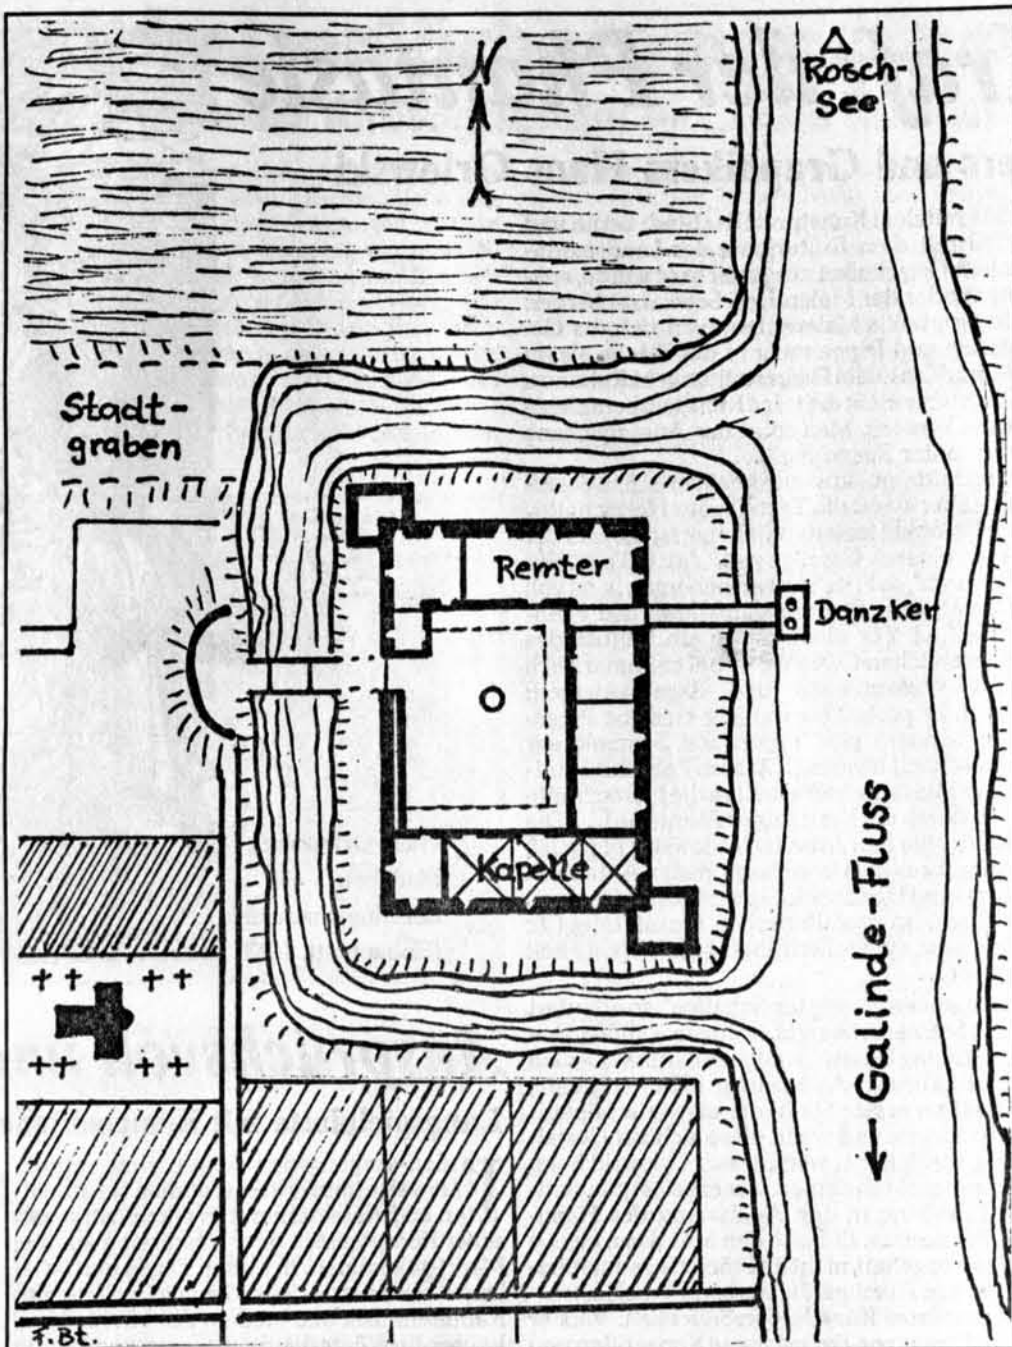 N
Rosch-
See
Stadt-
graben
Remter
Danzker
Kapelle
← Galinde-Fluss
F.Bt.